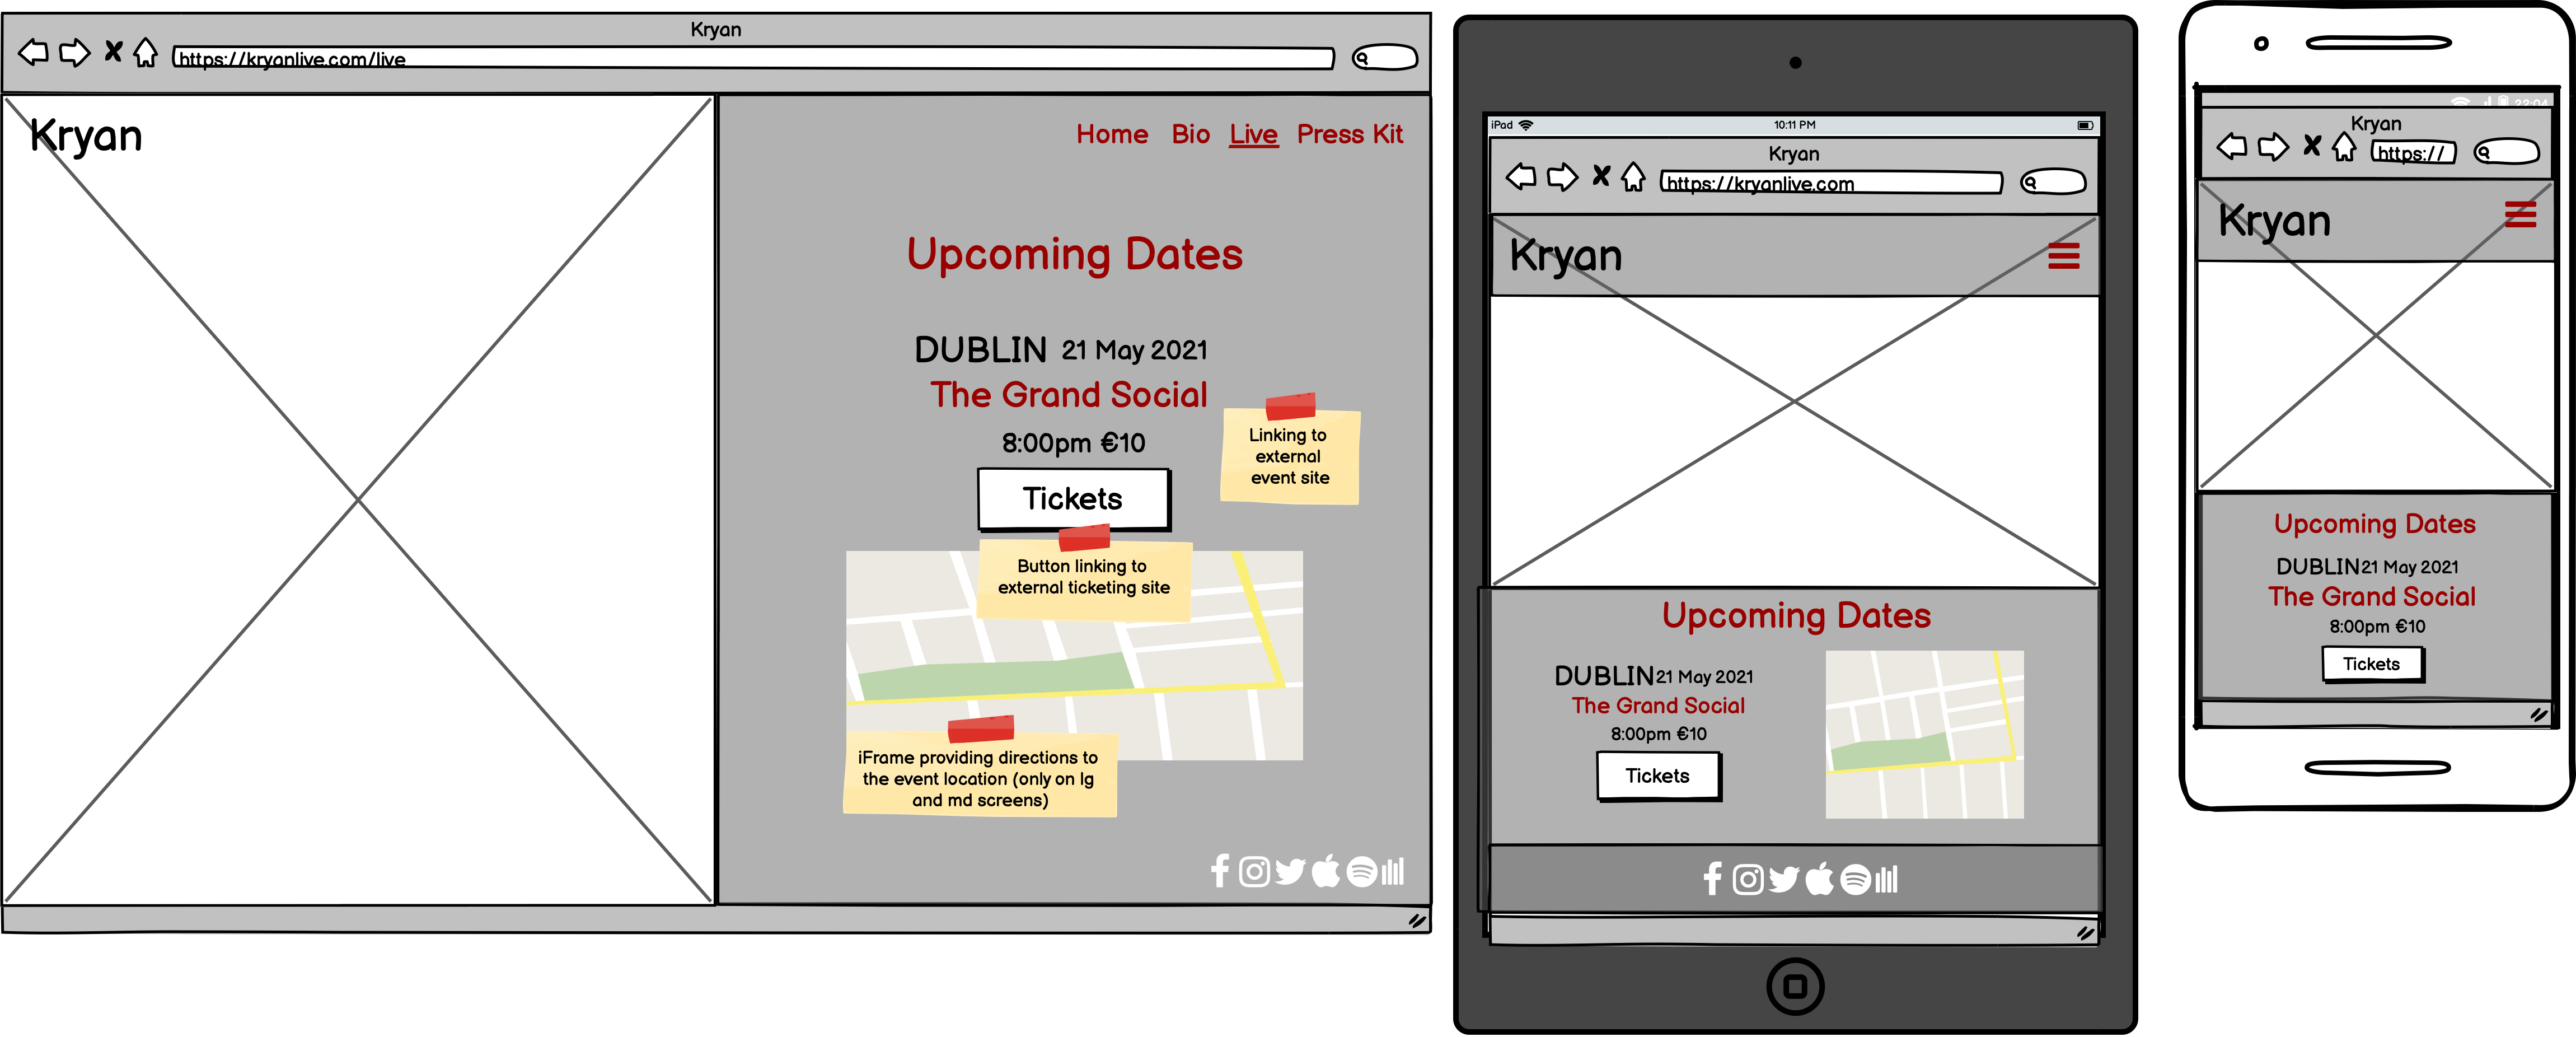 Kryan
https://kryanlive.com/live
Kryan
Home Bio Live Press Kit
Upcoming Dates
DUBLIN 21 May 2021
The Grand Social
8:00pm €10
Linking to
external
event site
Tickets
Button linking to
external ticketing site
iFrame providing directions to
the event location (only on lg
and md screens)
iPad 10:11 PM
Kryan
https://kryanlive.com
Kryan
Upcoming Dates
DUBLIN 21 May 2021
The Grand Social
8:00pm €10
Tickets
22:04
Kryan
https://
Kryan
Upcoming Dates
DUBLIN 21 May 2021
The Grand Social
8:00pm €10
Tickets